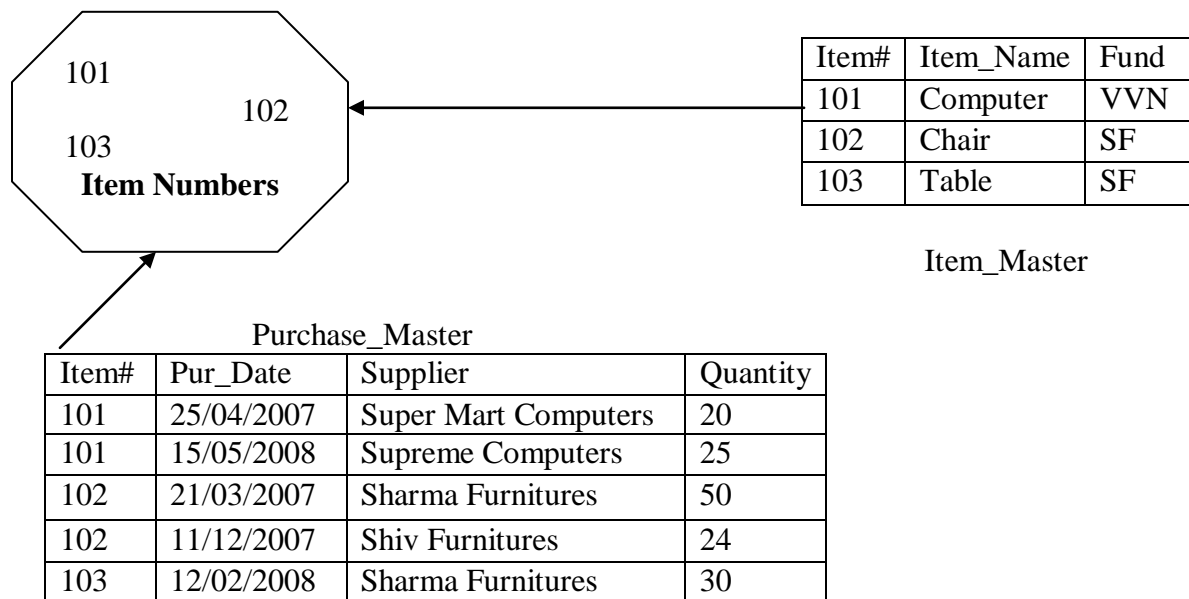 101
102
103
Item Numbers
Item# Item_Name Fund
101 Computer VVN
102 Chair SF
103 Table SF
Item_Master
Purchase_Master
Item# Pur_Date Supplier Quantity
101 25/04/2007 Super Mart Computers 20
101 15/05/2008 Supreme Computers 25
102 21/03/2007 Sharma Furnitures 50
102 11/12/2007 Shiv Furnitures 24
103 12/02/2008 Sharma Furnitures 30